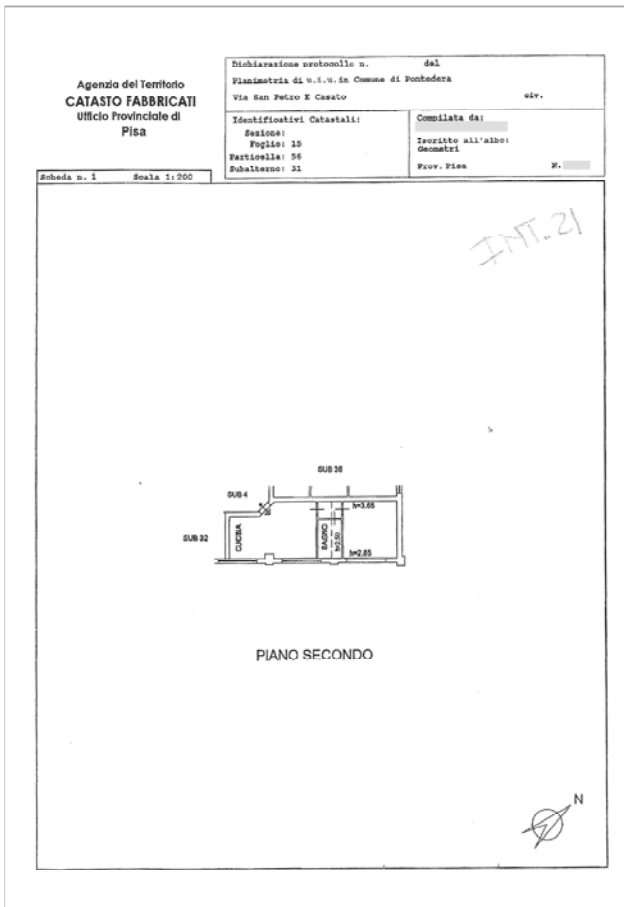 Agenzia del Territorio
CATASTO FABBRICATI
Ufficio Provinciale di
Pisa
Dichiarazione protocollo n. del
Planimetria di u.i.u.in Comune di Pontedera
Via San Petro E Casato civ.
Identificativi Catastali:
Sezione:
Foglio: 15
Particella: 56
Subalterno: 31
Compilata da:
Iscritto all'albo:
Geometri
Prov. Pisa N.
Scheda n. 1 Scala 1:200
INT.21
SUB 4
SUB 32
CUCINA
BAGNO
h=2.50
h=3.65
h=2.85
PIANO SECONDO
N